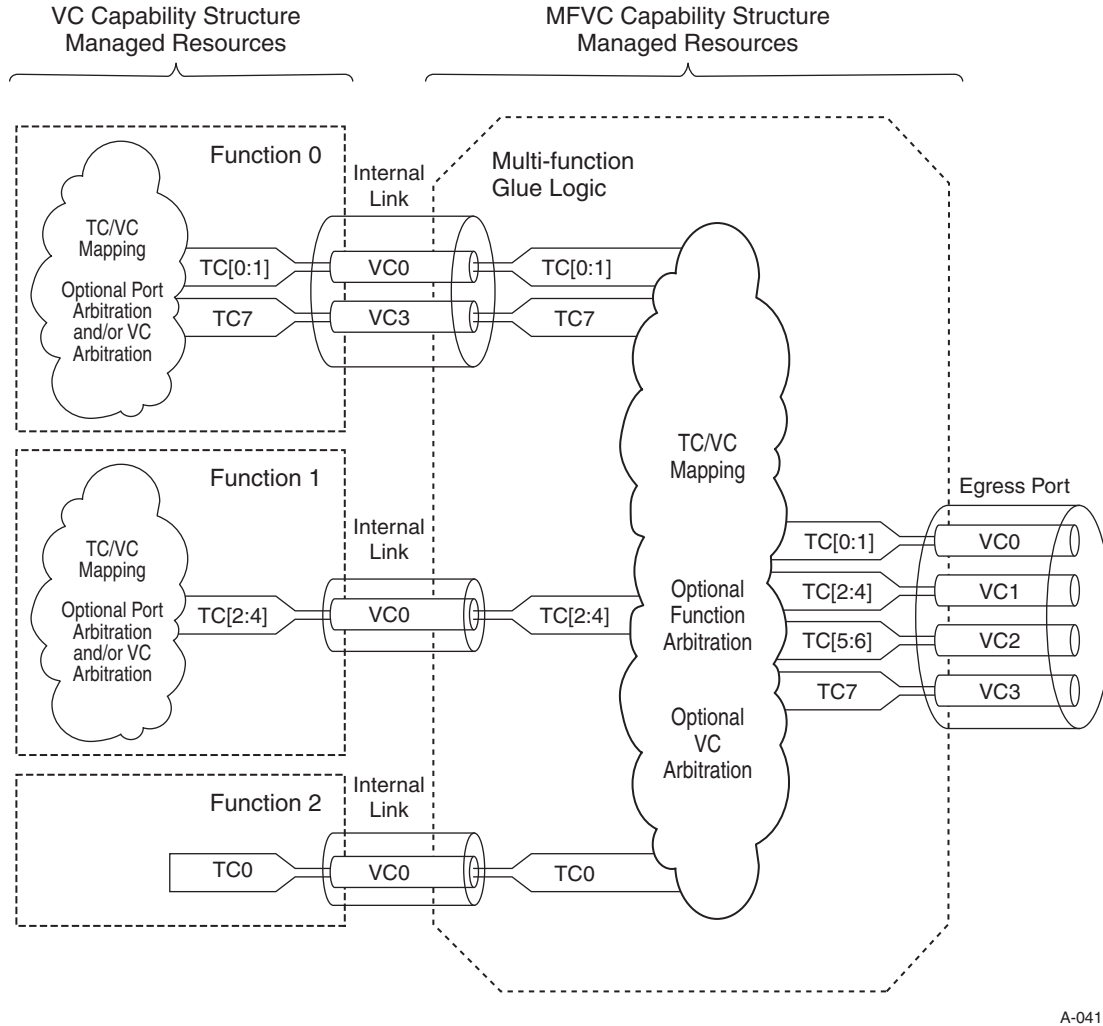 VC Capability Structure
Managed Resources
MFVC Capability Structure
Managed Resources
Function 0
TC/VC
Mapping
Optional Port
Arbitration
and/or VC
Arbitration
TC[0:1]
TC7
Internal
Link
VC0
VC3
Multi-function
Glue Logic
TC[0:1]
TC7
Function 1
TC/VC
Mapping
Optional Port
Arbitration
and/or VC
Arbitration
TC[2:4]
Internal
Link
VC0
TC[2:4]
Function 2
TC0
Internal
Link
VC0
TC0
TC/VC
Mapping
Optional
Function
Arbitration
Optional
VC
Arbitration
Egress Port
TC[0:1]
VC0
TC[2:4]
VC1
TC[5:6]
VC2
TC7
VC3
A-0411